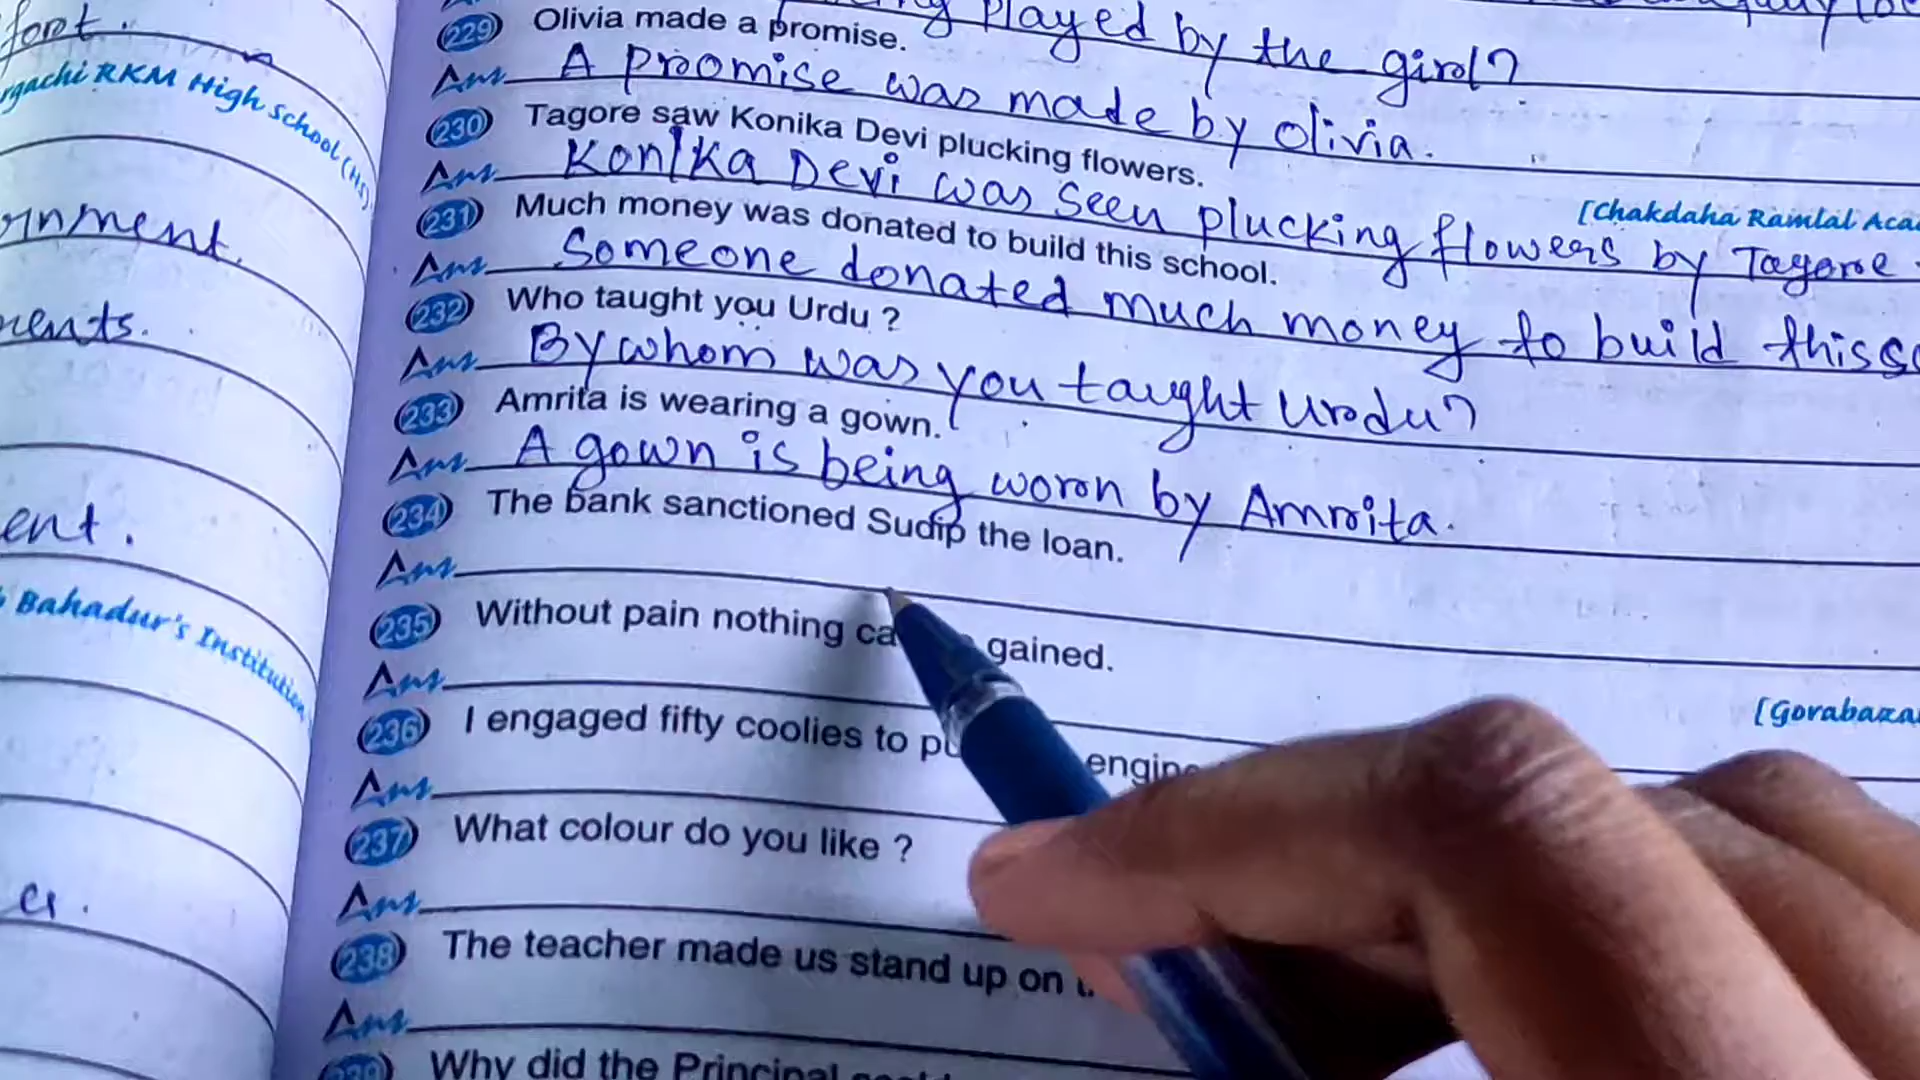 fort.
played by the girl?
229 Olivia made a promise.
Ans A promise was made by Olivia.
RKM High school (HS)
230 Tagore saw Konika Devi plucking flowers.
Ans Konika Devi was seen plucking flowers by Tagore
[Chakdaha Ramlal
231 Much money was donated to build this school.
Ans Someone donated much money to build this
232 Who taught you Urdu ?
Ans By whom was you taught Urdu?
233 Amrita is wearing a gown.
Ans A gown is being worn by Amrita.
234 The bank sanctioned Sudip the loan.
Ans
Bahadur's Institution
235 Without pain nothing gained.
Ans
[Gorabaza
236 I engaged fifty coolies to engine
Ans
237 What colour do you like ?
Ans
238 The teacher made us stand up on
Ans
Why did the Principal